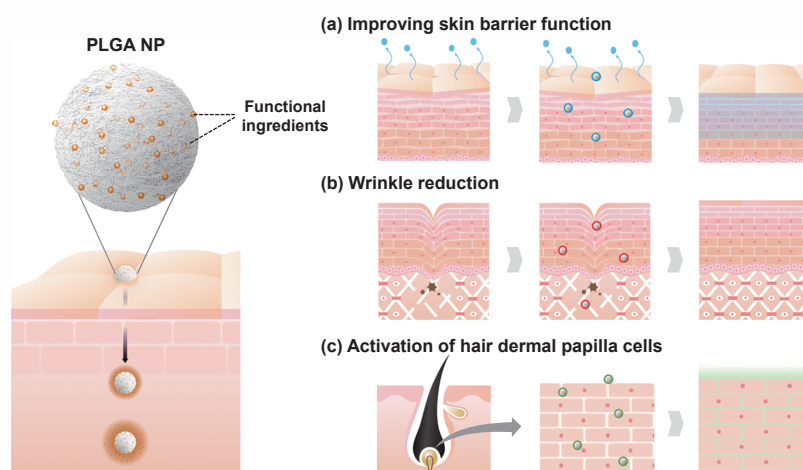 PLGA NP
Functional
ingredients
(a) Improving skin barrier function
(b) Wrinkle reduction
(c) Activation of hair dermal papilla cells